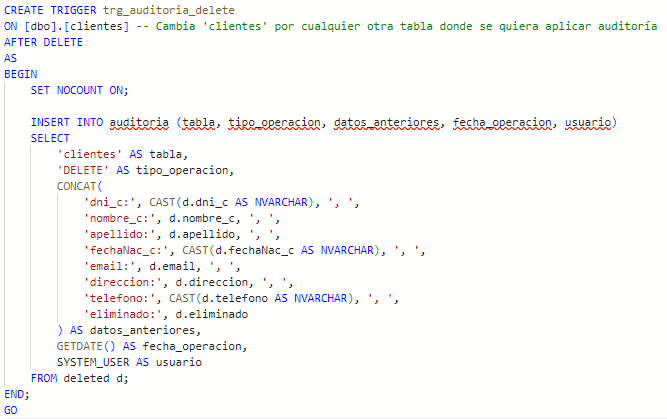 CREATE TRIGGER trg_auditoria_delete
ON [dbo].[clientes] -- Cambia 'clientes' por cualquier otra tabla donde se quiera aplicar auditoría
AFTER DELETE
AS
BEGIN
    SET NOCOUNT ON;

    INSERT INTO auditoria (tabla, tipo_operacion, datos_anteriores, fecha_operacion, usuario)
    SELECT
        'clientes' AS tabla,
        'DELETE' AS tipo_operacion,
        CONCAT(
            'dni_c:', CAST(d.dni_c AS NVARCHAR), ', ',
            'nombre_c:', d.nombre_c, ', ',
            'apellido:', d.apellido, ', ',
            'fechaNac_c:', CAST(d.fechaNac_c AS NVARCHAR), ', ',
            'email:', d.email, ', ',
            'direccion:', d.direccion, ', ',
            'telefono:', CAST(d.telefono AS NVARCHAR), ', ',
            'eliminado:', d.eliminado
        ) AS datos_anteriores,
        GETDATE() AS fecha_operacion,
        SYSTEM_USER AS usuario
    FROM deleted d;
END;
GO